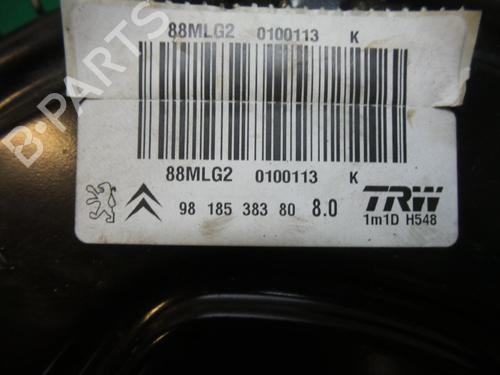 88MLG2 0100113 K
88MLG2 0100113 K
98 185 383 80 8.0
TRW
1m1D H548
B-PARTS